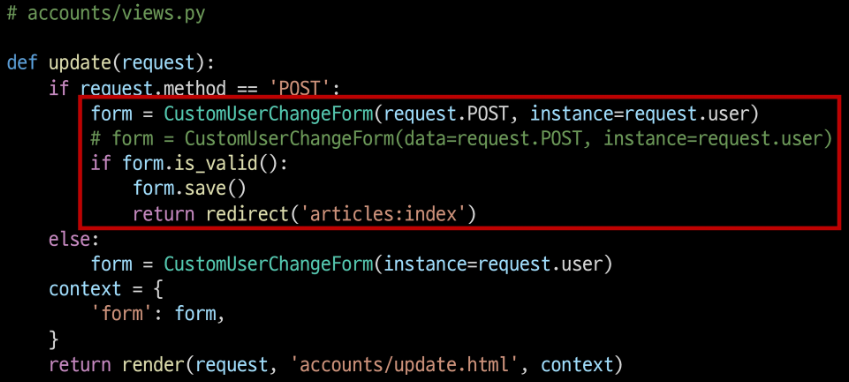 # accounts/views.py
def update(request):
    if request.method == 'POST':
        form = CustomUserChangeForm(request.POST, instance=request.user)
        # form = CustomUserChangeForm(data=request.POST, instance=request.user)
        if form.is_valid():
            form.save()
            return redirect('articles:index')
    else:
        form = CustomUserChangeForm(instance=request.user)
    context = {
        'form': form,
    }
    return render(request, 'accounts/update.html', context)